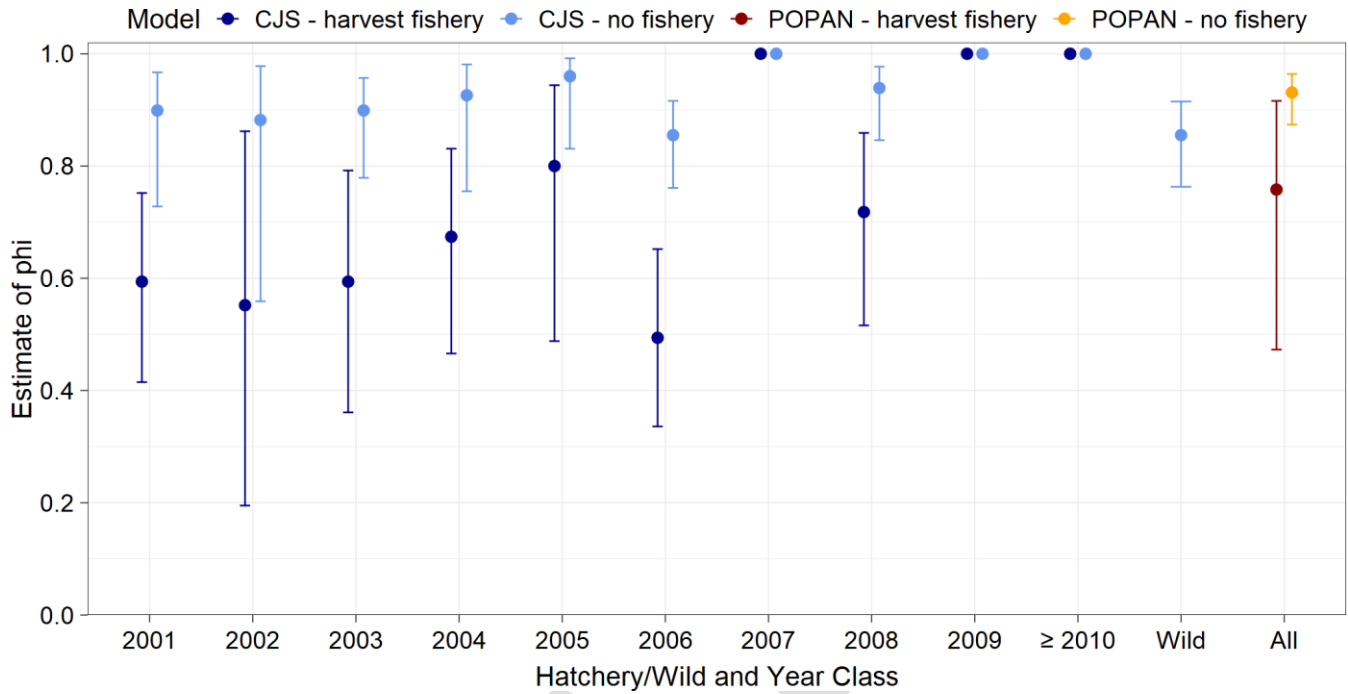 Model CJS - harvest fishery CJS - no fishery POPAN - harvest fishery POPAN - no fishery
1.0
0.8
0.6
0.4
0.2
0.0
Estimate of phi
2001 2002 2003 2004 2005 2006 2007 2008 2009 ≥ 2010 Wild All
Hatchery/Wild and Year Class